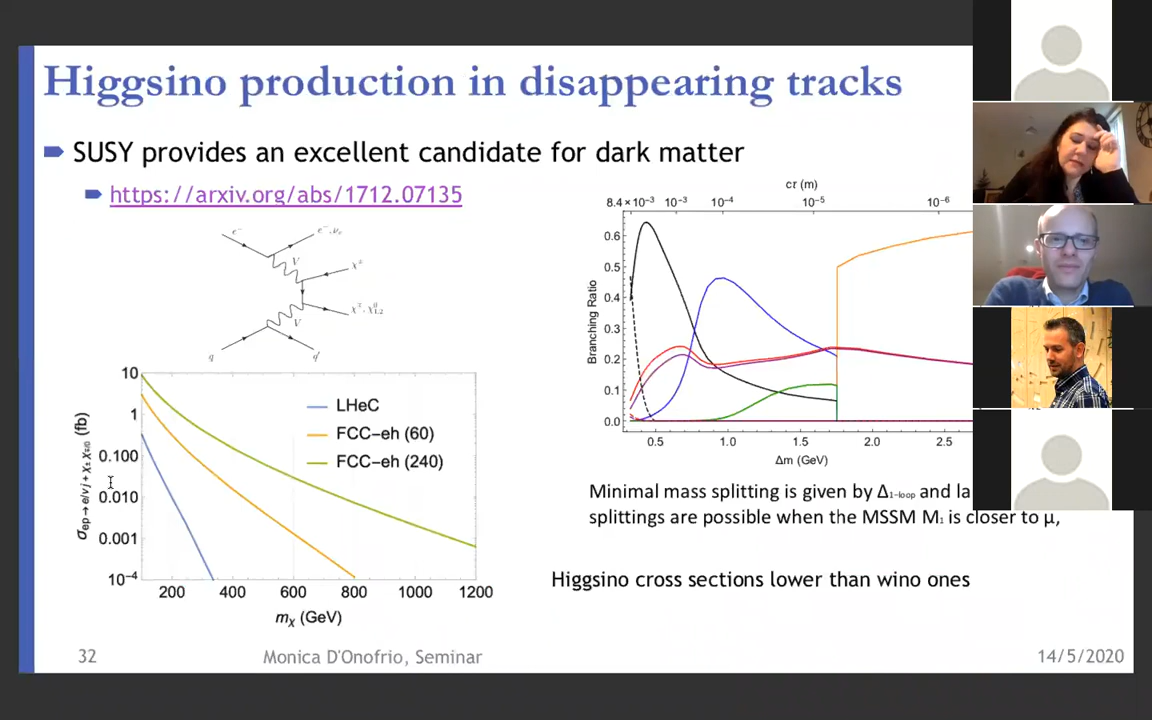 Higgsino production in disappearing tracks
SUSY provides an excellent candidate for dark matter
https://arxiv.org/abs/1712.07135
e⁻
e⁻, νₑ
V
χ±
χ∓, χ⁰₁,₂
V
q
q'
cτ (m)
8.4×10⁻³ 10⁻³ 10⁻⁴ 10⁻⁵ 10⁻⁶
0.6
0.5
0.4
0.3
0.2
0.1
0.0
Branching Ratio
0.5 1.0 1.5 2.0 2.5
Δm (GeV)
10
1
0.100
0.010
0.001
10⁻⁴
LHeC
FCC–eh (60)
FCC–eh (240)
200 400 600 800 1000 1200
mχ (GeV)
Minimal mass splitting is given by Δ1-loop and la
splittings are possible when the MSSM M₁ is closer to μ,
Higgsino cross sections lower than wino ones
32 Monica D'Onofrio, Seminar 14/5/2020